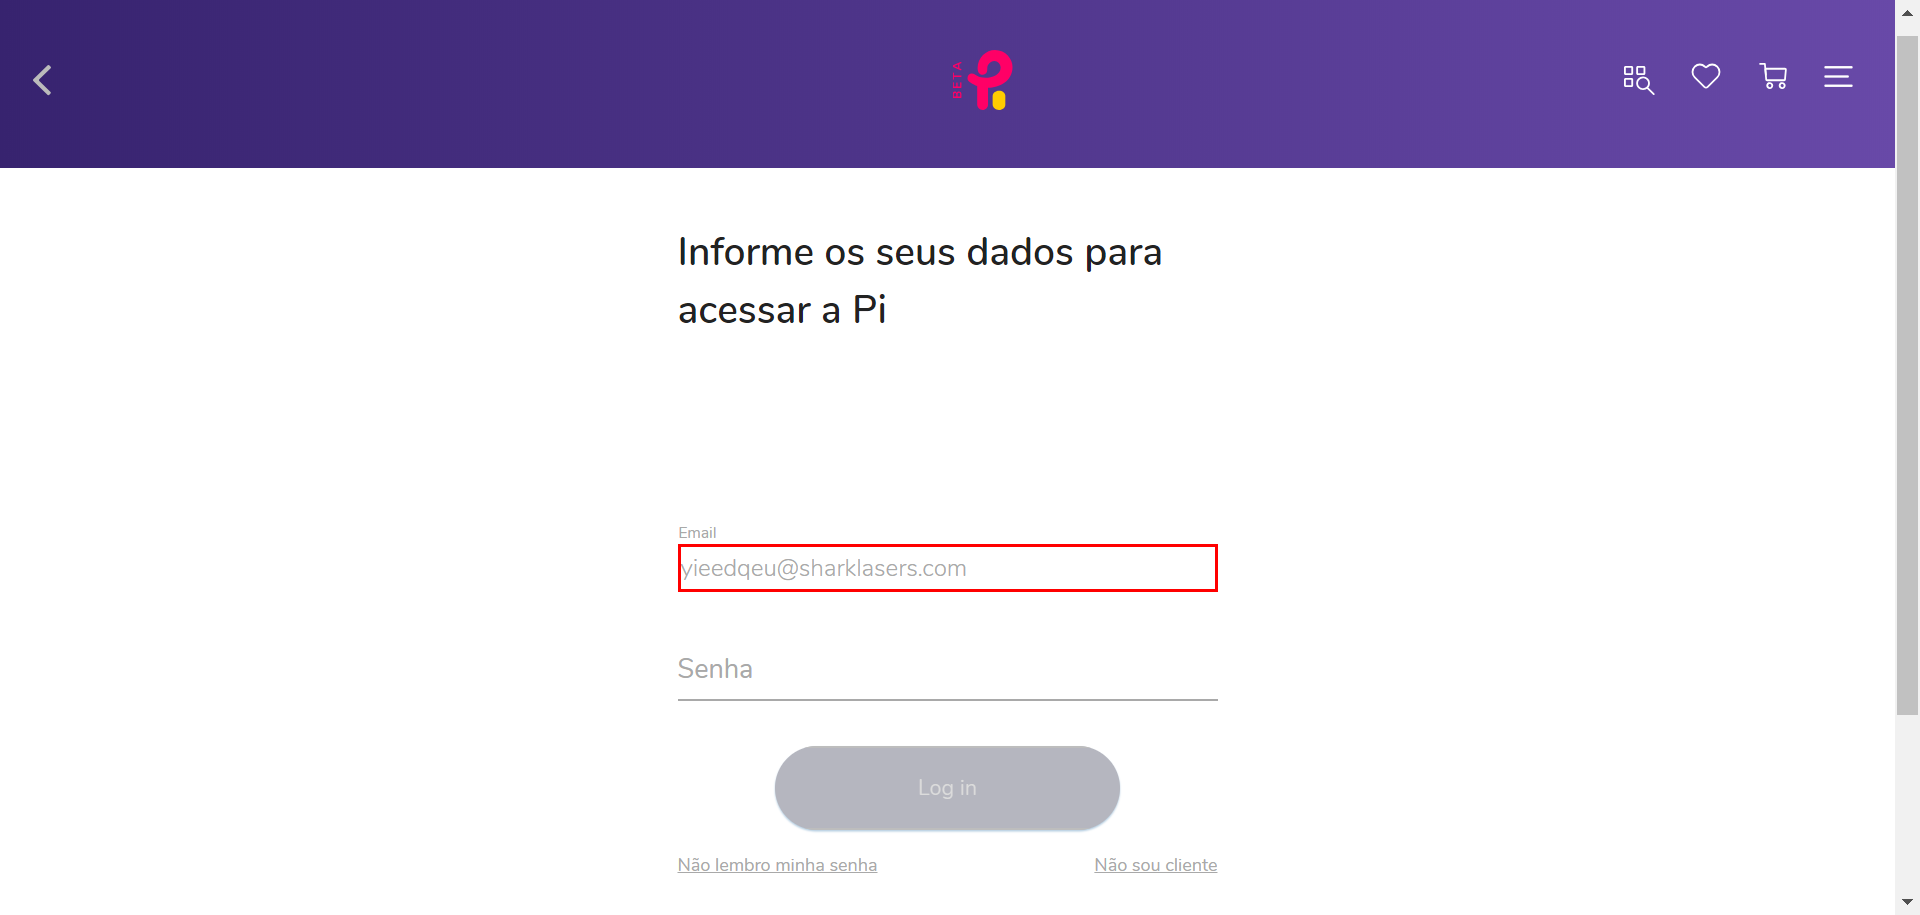 BETA
Informe os seus dados para
acessar a Pi
Email
yieedqeu@sharklasers.com
Senha
Log in
Não lembro minha senha
Não sou cliente